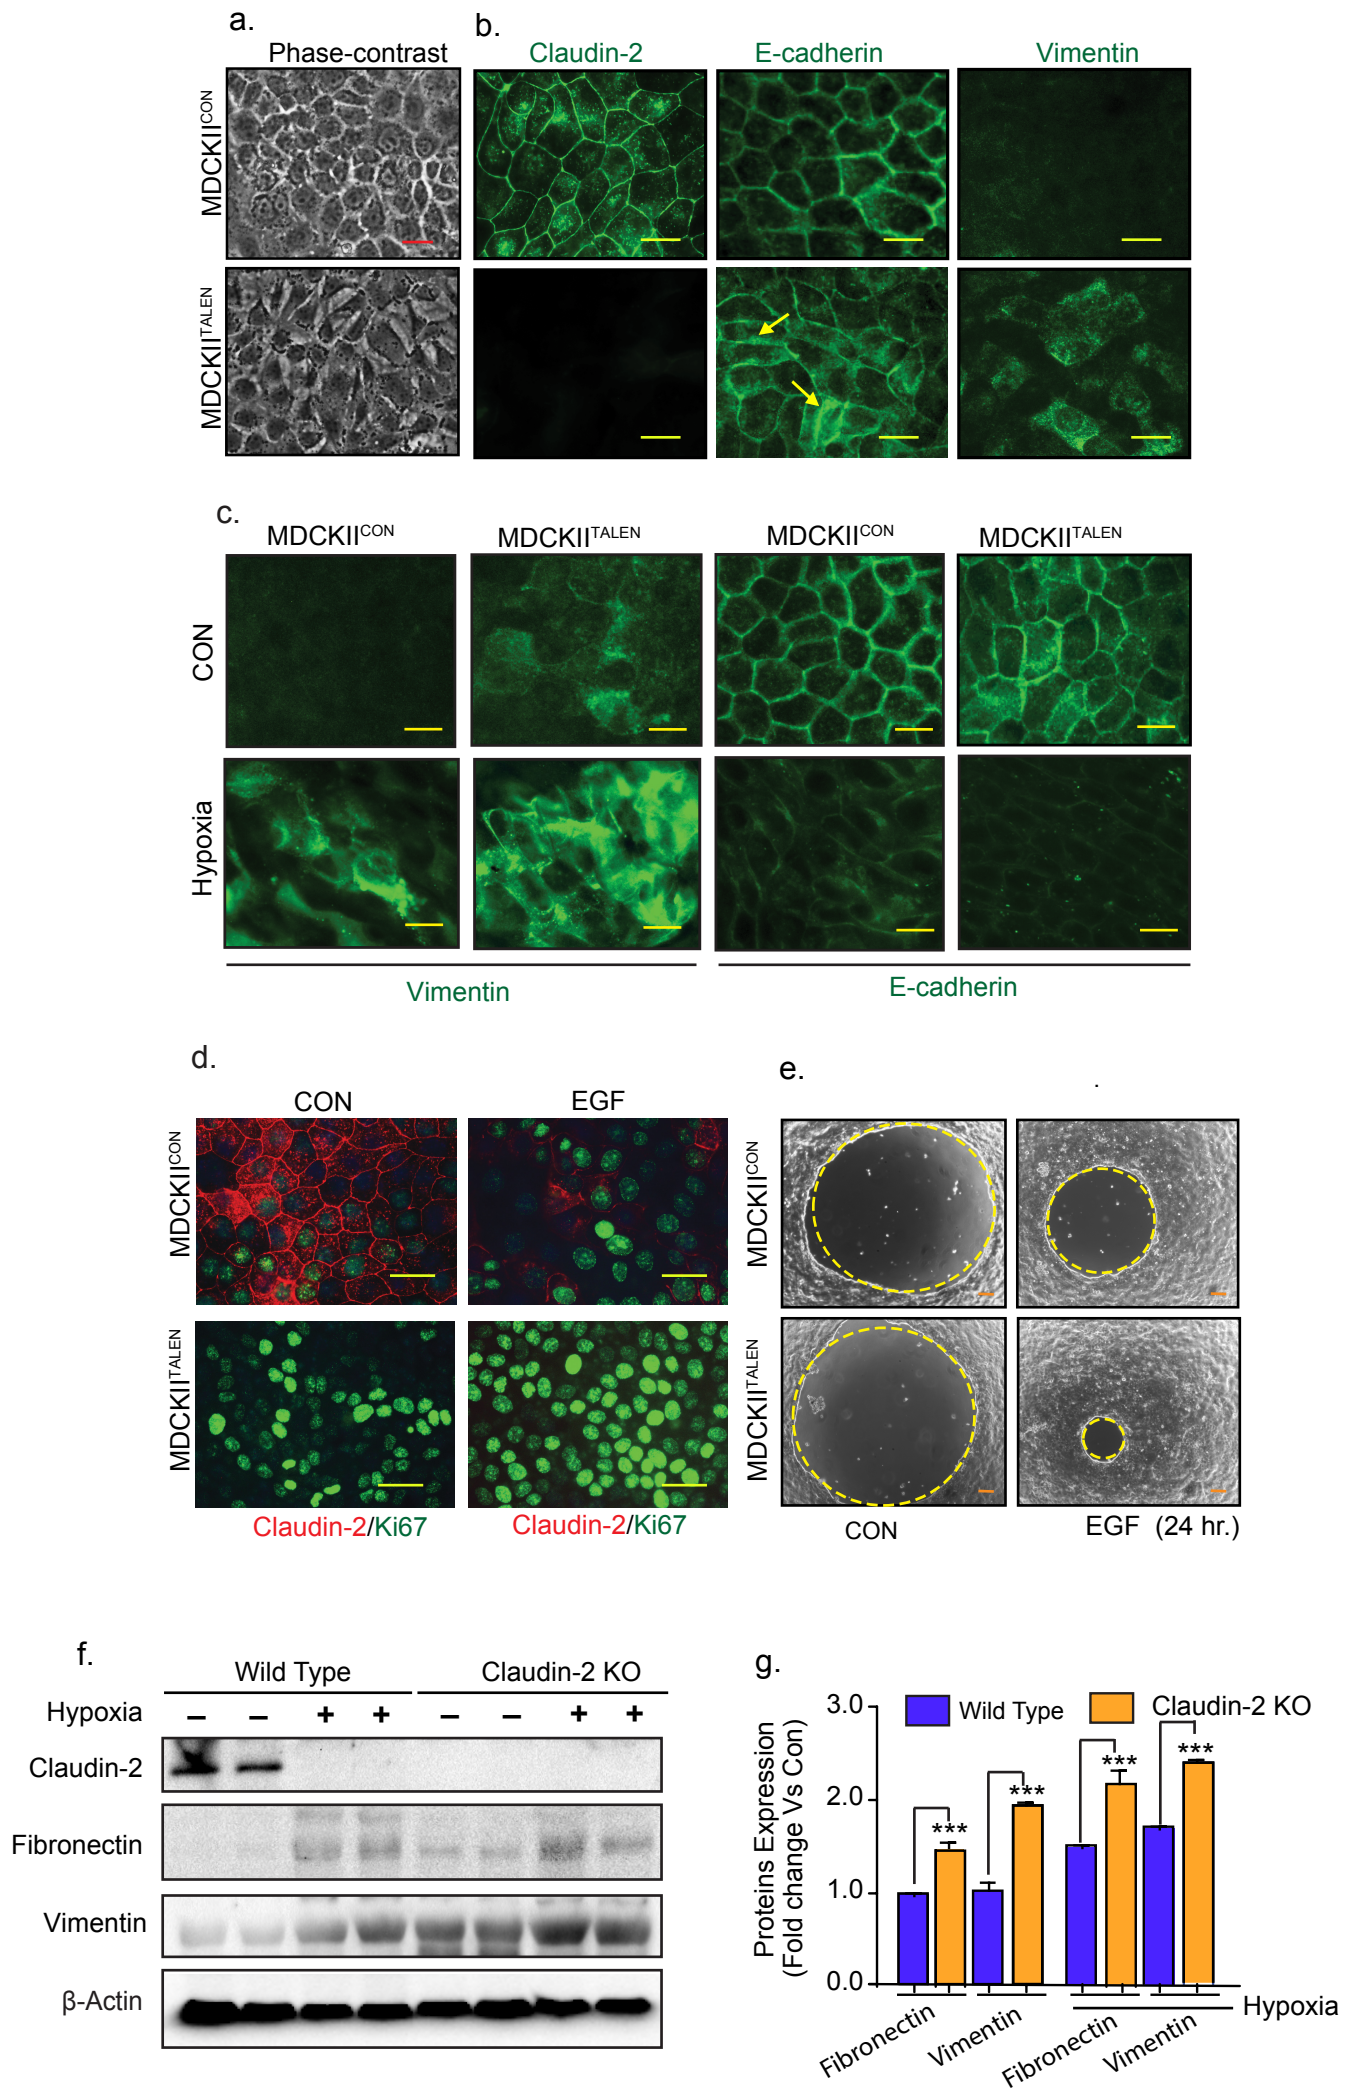 a.
b.
Phase-contrast
Claudin-2
E-cadherin
Vimentin
MDCKII^CON
MDCKII^TALEN
c.
MDCKII^CON
MDCKII^TALEN
MDCKII^CON
MDCKII^TALEN
CON
Hypoxia
Vimentin
E-cadherin
d.
CON
EGF
MDCKII^CON
MDCKII^TALEN
Claudin-2/Ki67
Claudin-2/Ki67
e.
MDCKII^CON
MDCKII^TALEN
CON
EGF (24 hr.)
f.
Wild Type
Claudin-2 KO
Hypoxia – – + + – – + +
Claudin-2
Fibronectin
Vimentin
β-Actin
g.
Wild Type
Claudin-2 KO
Proteins Expression
(Fold change Vs Con)
3.0
2.0
1.0
0.0
***
***
***
***
Fibronectin
Vimentin
Fibronectin
Vimentin
Hypoxia